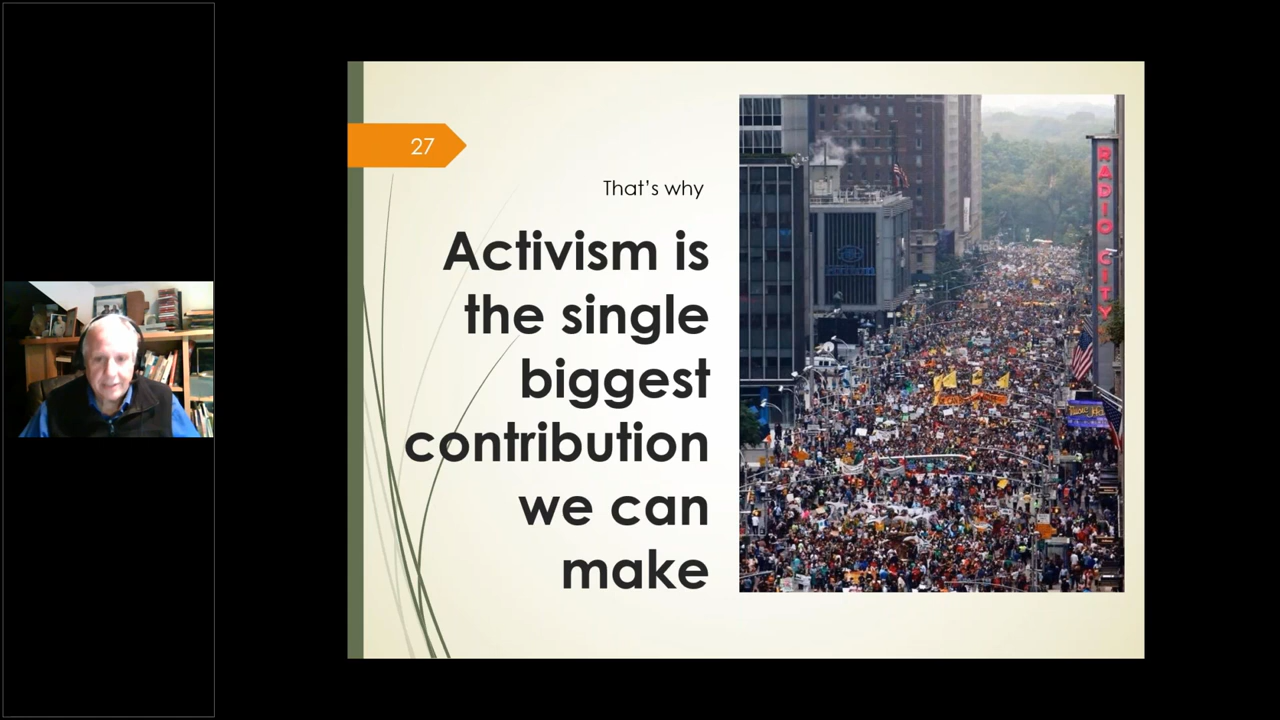 27
That's why
Activism is
the single
biggest
contribution
we can
make
RADIO CITY